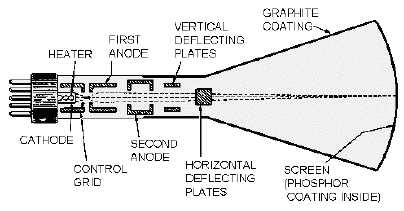 GRAPHITE
COATING
VERTICAL
DEFLECTING
PLATES
FIRST
ANODE
HEATER
CATHODE
CONTROL
GRID
SECOND
ANODE
HORIZONTAL
DEFLECTING
PLATES
SCREEN
(PHOSPHOR
COATING INSIDE)